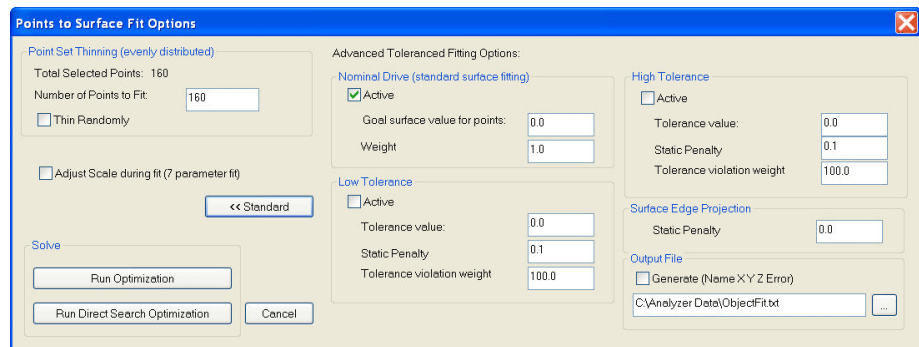 Points to Surface Fit Options
Point Set Thinning (evenly distributed)
Total Selected Points: 160
Number of Points to Fit: 160
Thin Randomly
Adjust Scale during fit (7 parameter fit)
<< Standard
Solve
Run Optimization
Run Direct Search Optimization
Cancel
Advanced Toleranced Fitting Options:
Nominal Drive (standard surface fitting)
Active
Goal surface value for points: 0.0
Weight 1.0
Low Tolerance
Active
Tolerance value: 0.0
Static Penalty 0.1
Tolerance violation weight 100.0
High Tolerance
Active
Tolerance value: 0.0
Static Penalty 0.1
Tolerance violation weight 100.0
Surface Edge Projection
Static Penalty 0.0
Output File
Generate (Name X Y Z Error)
C:\Analyzer Data\ObjectFit.txt
...